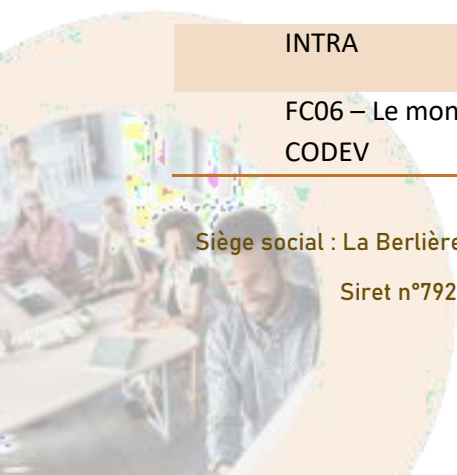 INTRA
FC06 – Le mon
CODEV
Siège social : La Berlière
Siret n°792